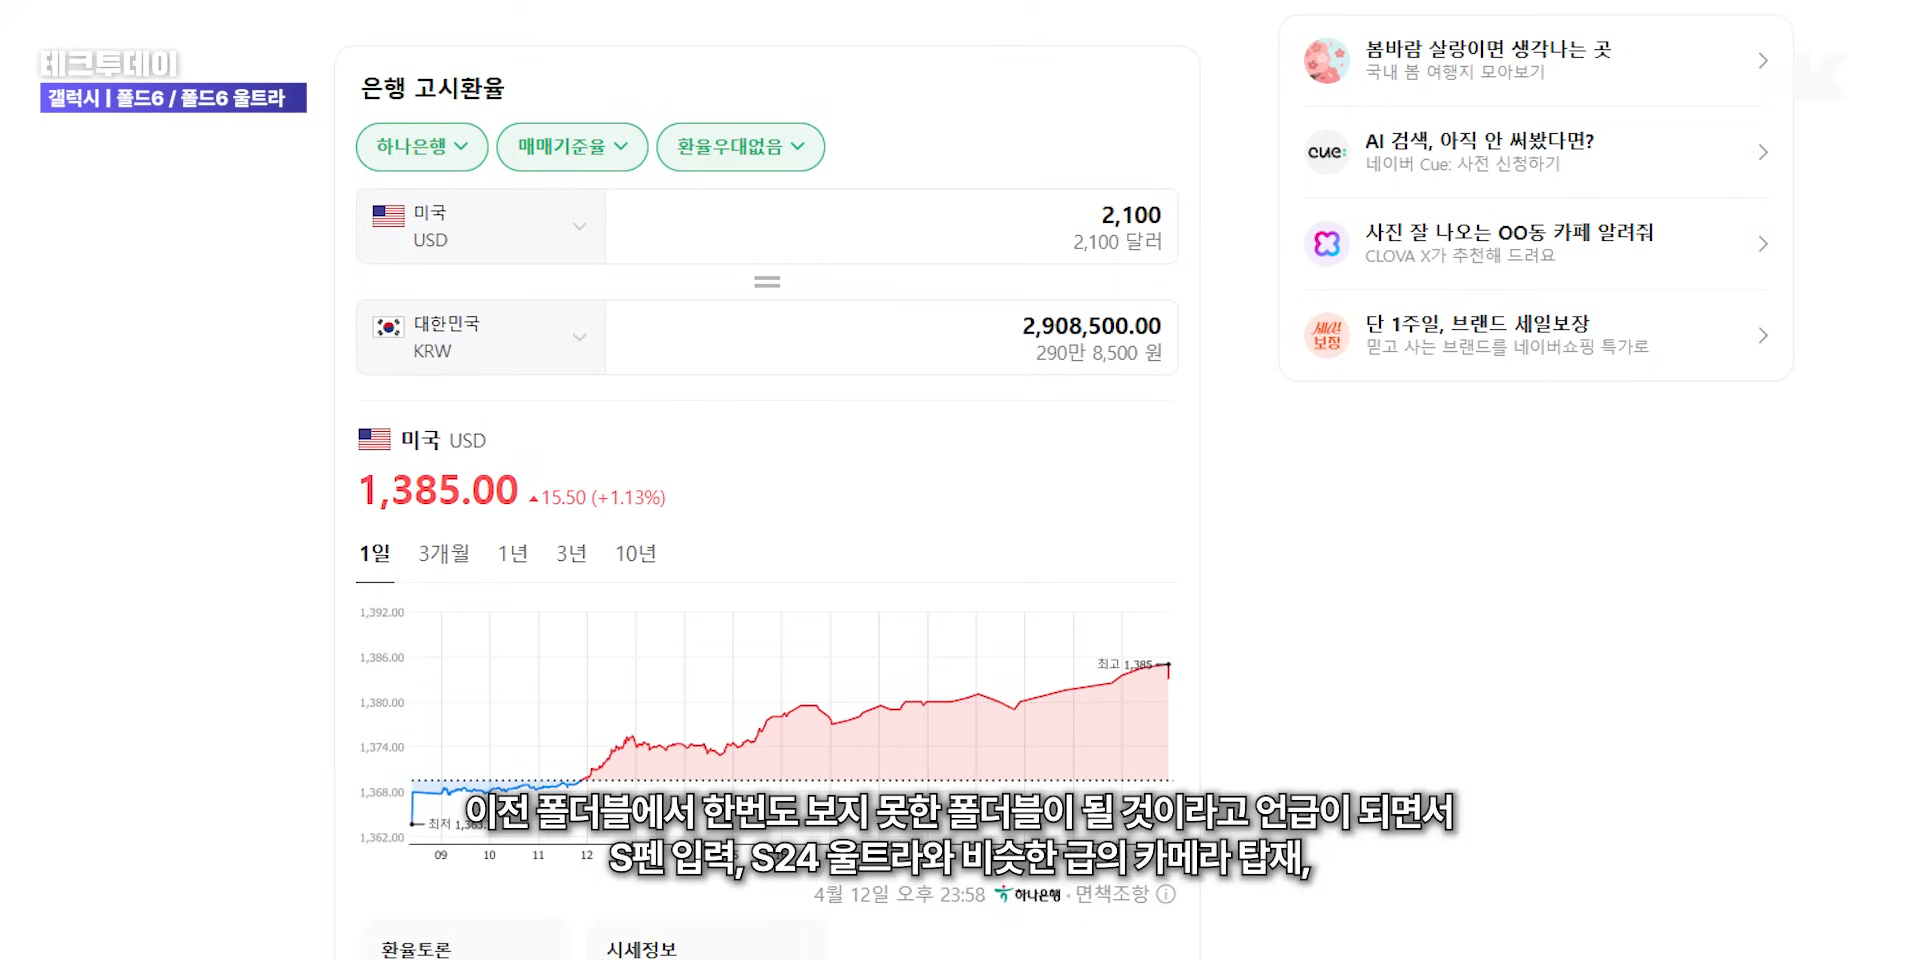 테크투데이
갤럭시 | 폴드6 / 폴드6 울트라
은행 고시환율
하나은행
매매기준율
환율우대없음
미국
USD
2,100
2,100 달러
대한민국
KRW
2,908,500.00
290만 8,500 원
미국 USD
1,385.00 ▲15.50 (+1.13%)
1일 3개월 1년 3년 10년
1,392.00
1,386.00
1,380.00
1,374.00
1,368.00
1,362.00
최고 1,385
최저
09 10 11 12
이전 폴더블에서 한번도 보지 못한 폴더블이 될 것이라고 언급이 되면서
S펜 입력, S24 울트라와 비슷한 급의 카메라 탑재,
4월 12일 오후 23:58 하나은행 · 면책조항
환율토론
시세정보
봄바람 살랑이면 생각나는 곳
국내 봄 여행지 모아보기
cue:
AI 검색, 아직 안 써봤다면?
네이버 Cue: 사전 신청하기
사진 잘 나오는 OO동 카페 알려줘
CLOVA X가 추천해 드려요
세일!
보장
단 1주일, 브랜드 세일보장
믿고 사는 브랜드를 네이버쇼핑 특가로